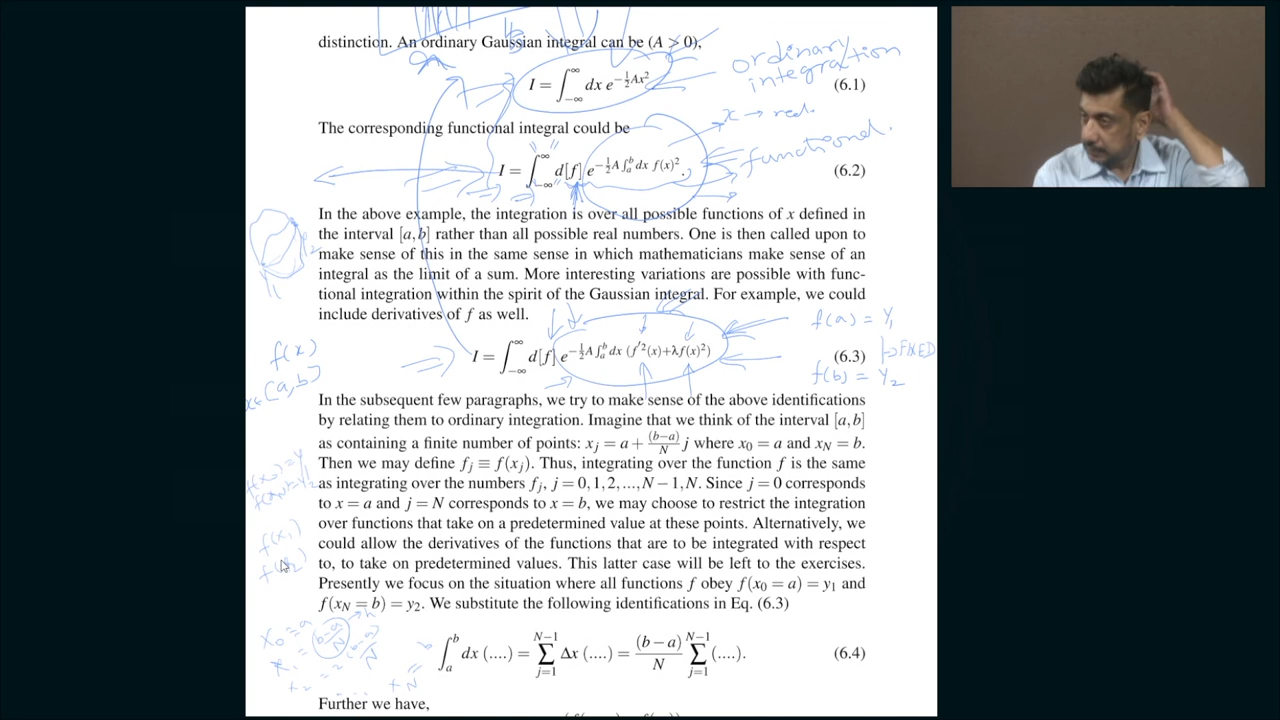 distinction. An ordinary Gaussian integral can be (A > 0),
I = ∫_{−∞}^{∞} dx e^{−½Ax²} (6.1)
ordinary
integration
The corresponding functional integral could be
x → real
I = ∫_{−∞}^{∞} d[f] e^{−½A ∫_a^b dx f(x)²}. (6.2)
functional.
In the above example, the integration is over all possible functions of x defined in
the interval [a,b] rather than all possible real numbers. One is then called upon to
make sense of this in the same sense in which mathematicians make sense of an
integral as the limit of a sum. More interesting variations are possible with func-
tional integration within the spirit of the Gaussian integral. For example, we could
include derivatives of f as well.
f(a) = y₁
I = ∫_{−∞}^{∞} d[f] e^{−½A ∫_a^b dx (f′²(x)+λf(x)²)} (6.3)
FIXED
f(b) = y₂
f(x)
x∈[a,b]
In the subsequent few paragraphs, we try to make sense of the above identifications
by relating them to ordinary integration. Imagine that we think of the interval [a,b]
as containing a finite number of points: x_j = a + (b−a)/N j where x₀ = a and x_N = b.
Then we may define f_j ≡ f(x_j). Thus, integrating over the function f is the same
as integrating over the numbers f_j, j = 0,1,2,...,N−1,N. Since j = 0 corresponds
to x = a and j = N corresponds to x = b, we may choose to restrict the integration
over functions that take on a predetermined value at these points. Alternatively, we
could allow the derivatives of the functions that are to be integrated with respect
to, to take on predetermined values. This latter case will be left to the exercises.
Presently we focus on the situation where all functions f obey f(x₀ = a) = y₁ and
f(x_N = b) = y₂. We substitute the following identifications in Eq. (6.3)
f(x₁)
f(x₂)
x₀ = a
∫_a^b dx (....) = ∑_{j=1}^{N−1} Δx (....) = (b−a)/N ∑_{j=1}^{N−1} (....). (6.4)
Further we have,